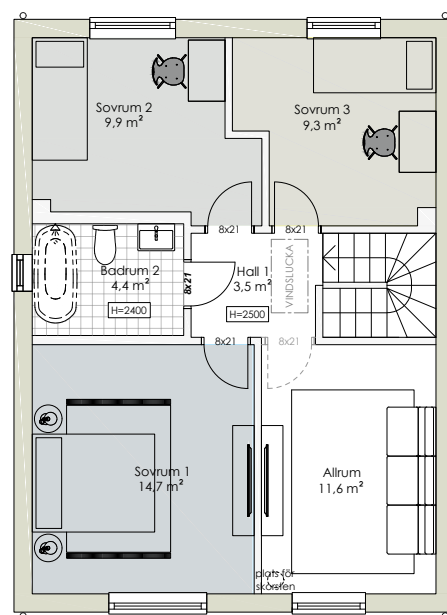 Sovrum 2
9,9 m²
Sovrum 3
9,3 m²
8x21
8x21
VINDSLUCKA
Badrum 2
4,4 m²
H=2400
8x21
Hall 1
3,5 m²
H=2500
8x21
8x21
Sovrum 1
14,7 m²
Allrum
11,6 m²
plats för
skorsten